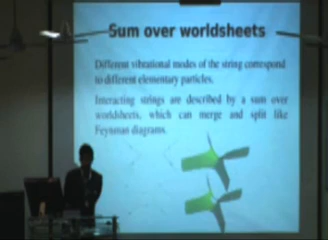 Sum over worldsheets
Different vibrational modes of the string correspond
to different elementary particles.
Interacting strings are described by a sum over
worldsheets, which can merge and split like
Feynman diagrams.